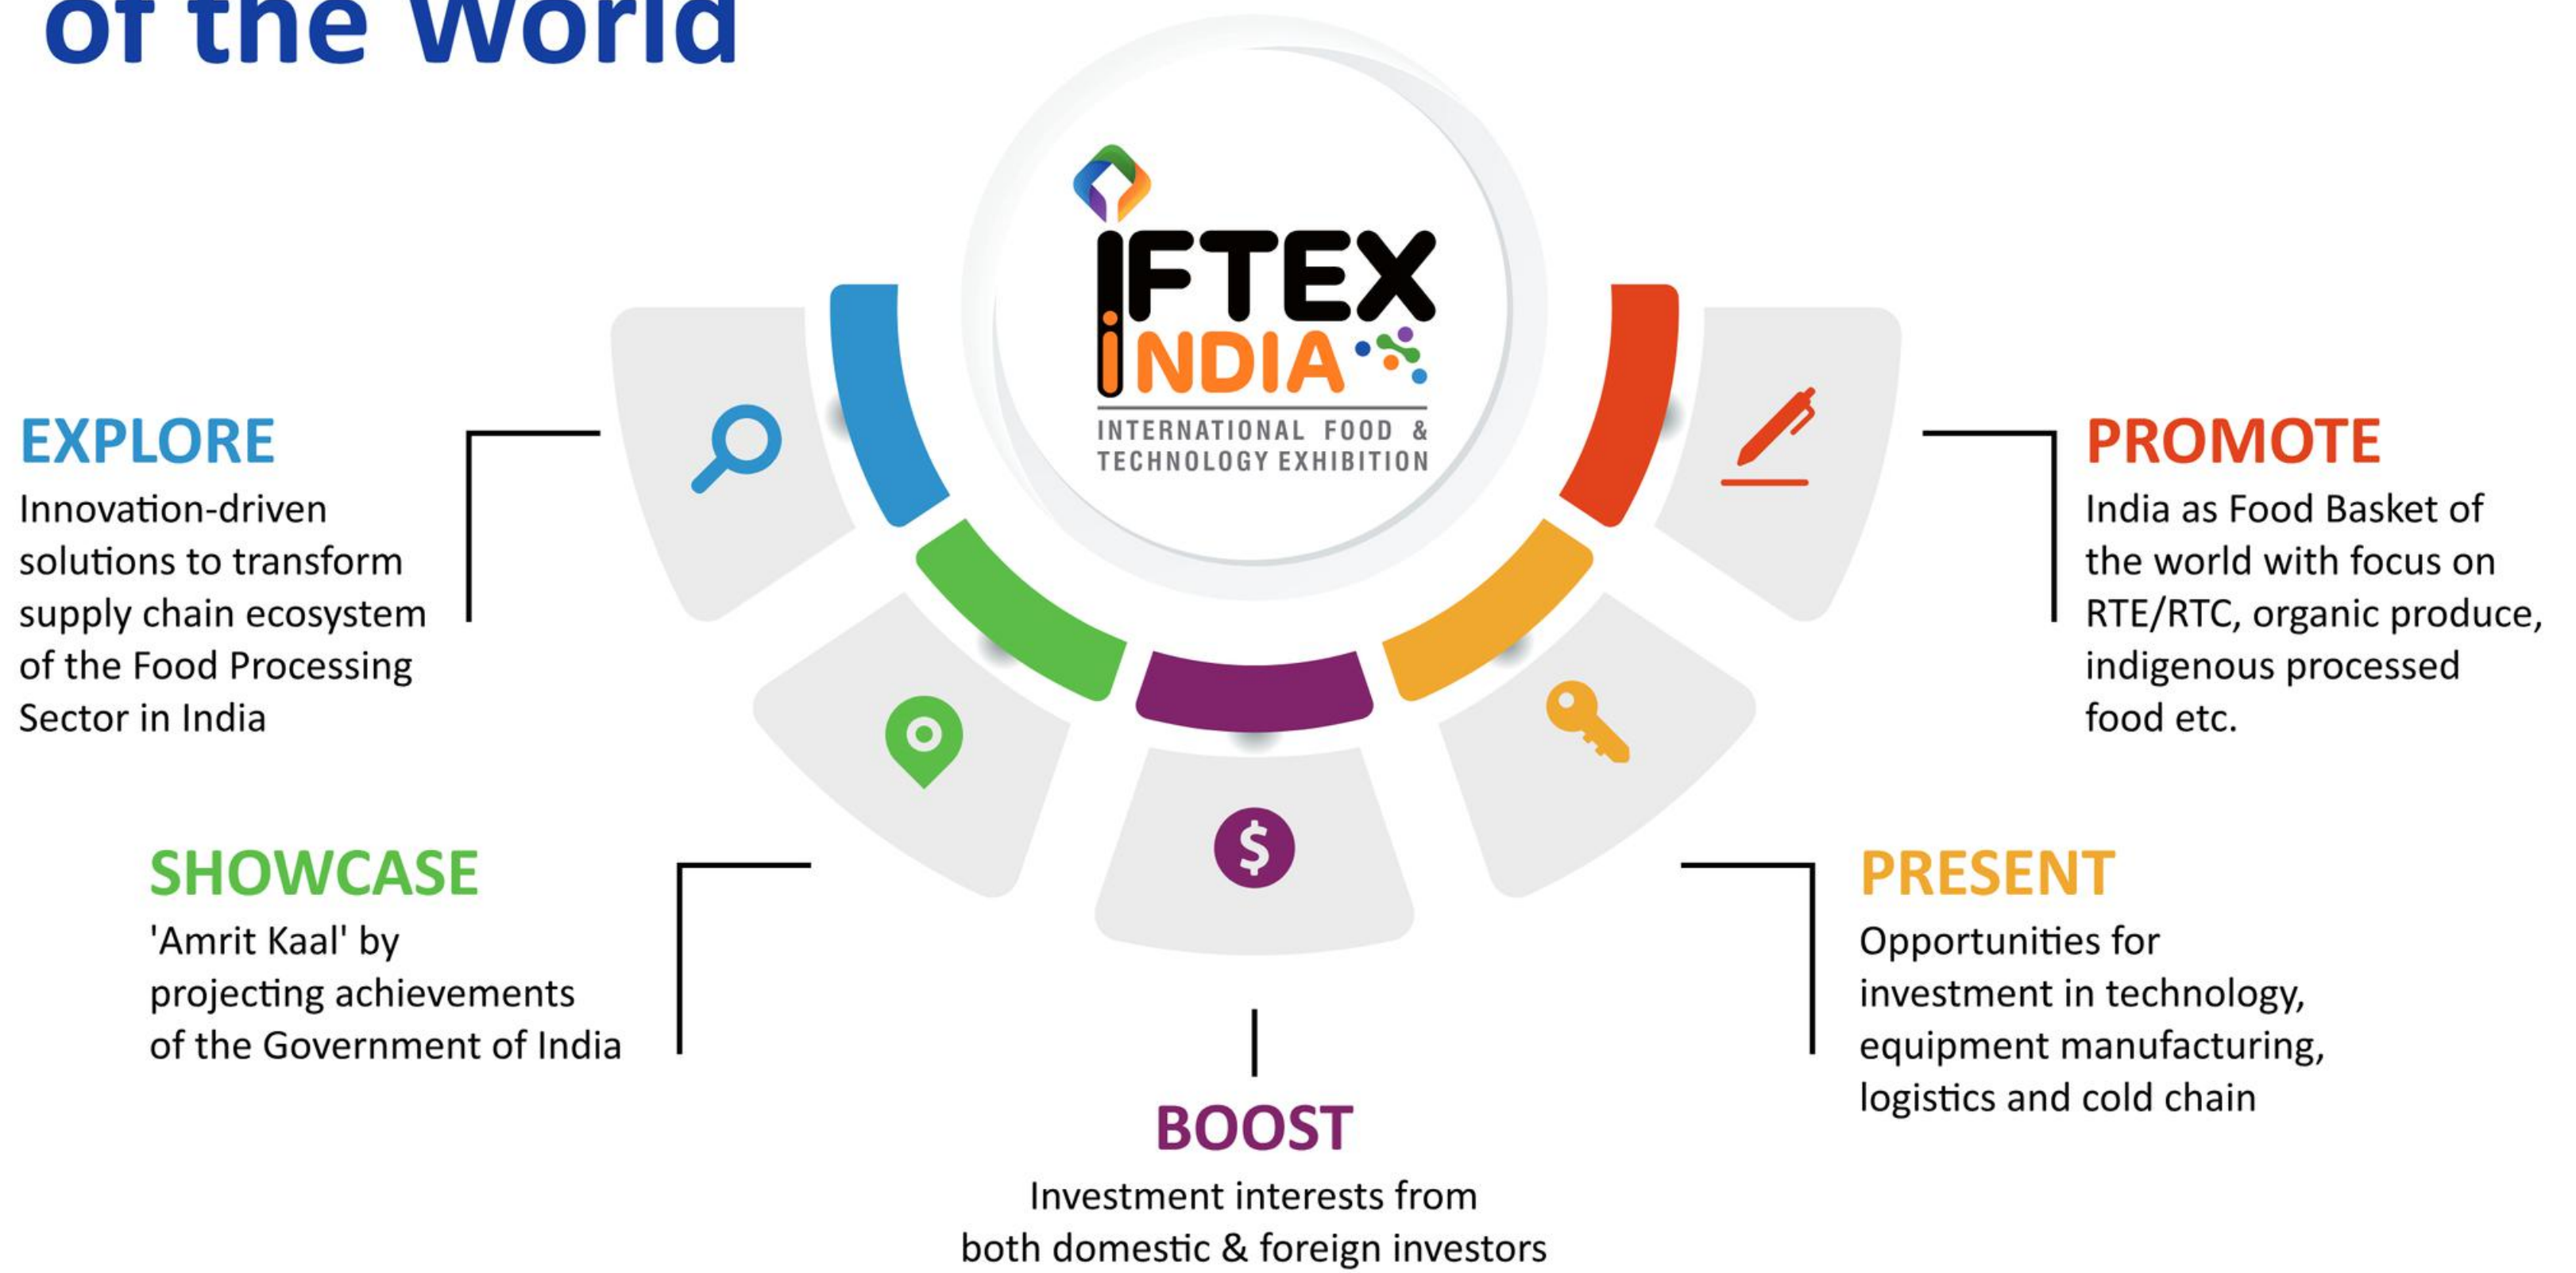 of the World
IFTEX
INDIA
INTERNATIONAL FOOD &
TECHNOLOGY EXHIBITION
EXPLORE
Innovation-driven
solutions to transform
supply chain ecosystem
of the Food Processing
Sector in India
SHOWCASE
'Amrit Kaal' by
projecting achievements
of the Government of India
$
BOOST
Investment interests from
both domestic & foreign investors
PRESENT
Opportunities for
investment in technology,
equipment manufacturing,
logistics and cold chain
PROMOTE
India as Food Basket of
the world with focus on
RTE/RTC, organic produce,
indigenous processed
food etc.